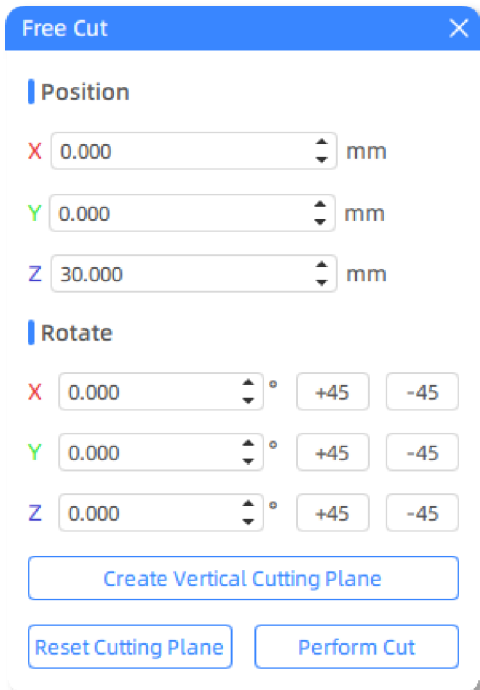 Free Cut
Position
X 0.000 mm
Y 0.000 mm
Z 30.000 mm
Rotate
X 0.000 ° +45 -45
Y 0.000 ° +45 -45
Z 0.000 ° +45 -45
Create Vertical Cutting Plane
Reset Cutting Plane Perform Cut